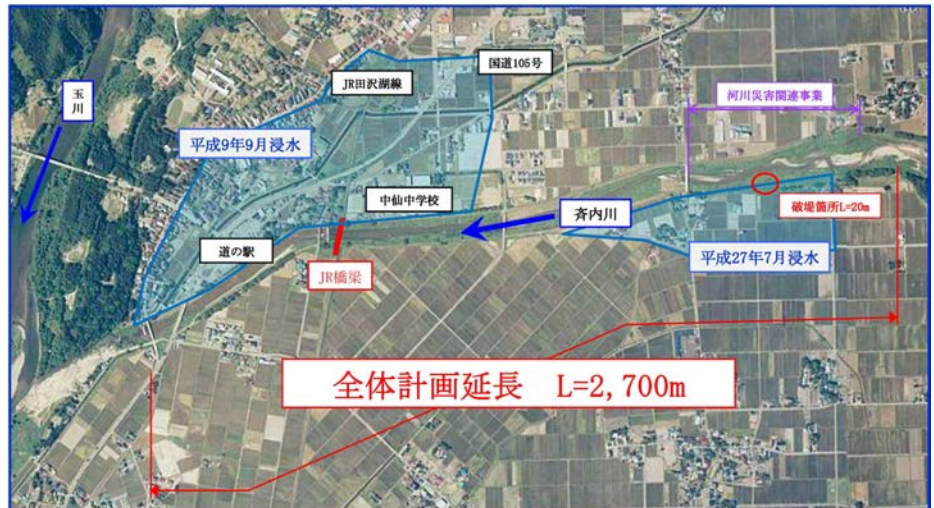 国道105号
JR田沢湖線
玉川
河川災害関連事業
平成9年9月浸水
中仙中学校
斉内川
破堤箇所L=20m
道の駅
平成27年7月浸水
JR橋梁
全体計画延長 L=2,700m